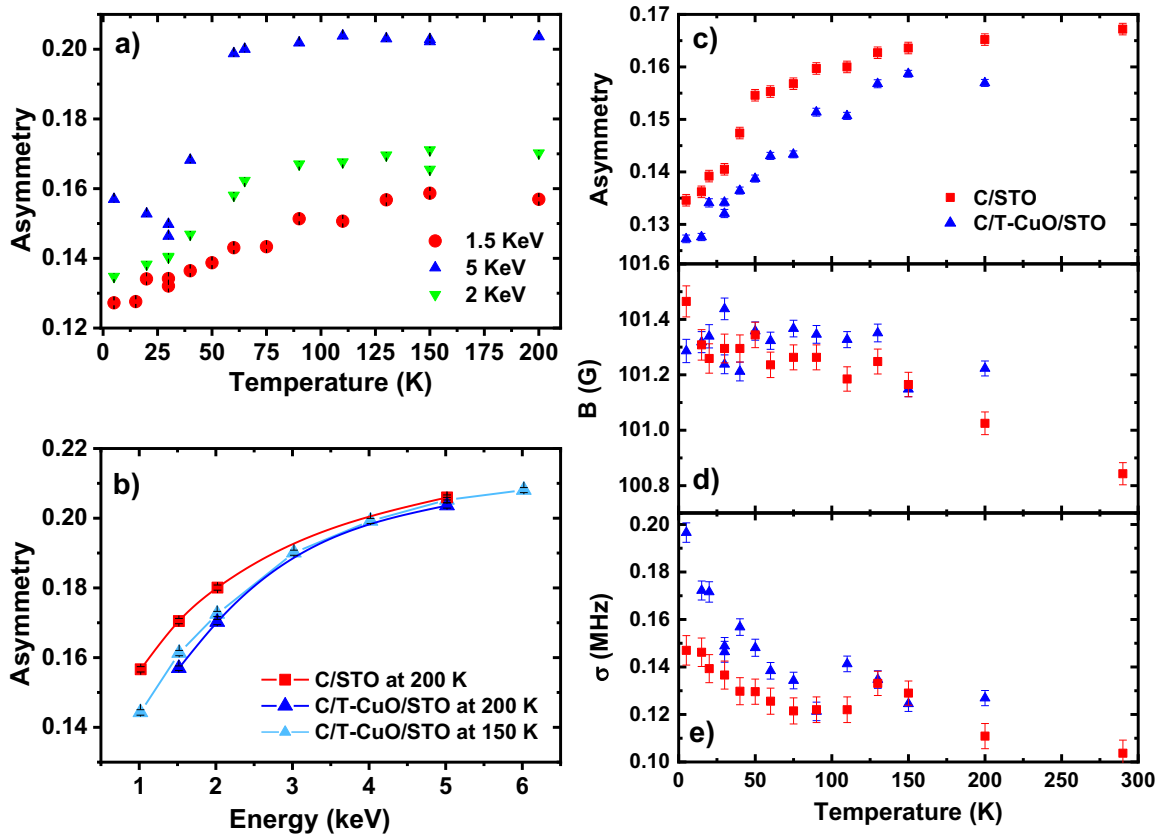 a)
Asymmetry
0.20
0.18
0.16
0.14
0.12
1.5 KeV
5 KeV
2 KeV
0 25 50 75 100 125 150 175 200
Temperature (K)
b)
Asymmetry
0.22
0.20
0.18
0.16
0.14
C/STO at 200 K
C/T-CuO/STO at 200 K
C/T-CuO/STO at 150 K
1 2 3 4 5 6
Energy (keV)
c)
Asymmetry
0.17
0.16
0.15
0.14
0.13
C/STO
C/T-CuO/STO
101.6
101.4
101.2
101.0
100.8
B (G)
d)
0.20
0.18
0.16
0.14
0.12
0.10
σ (MHz)
e)
0 50 100 150 200 250 300
Temperature (K)